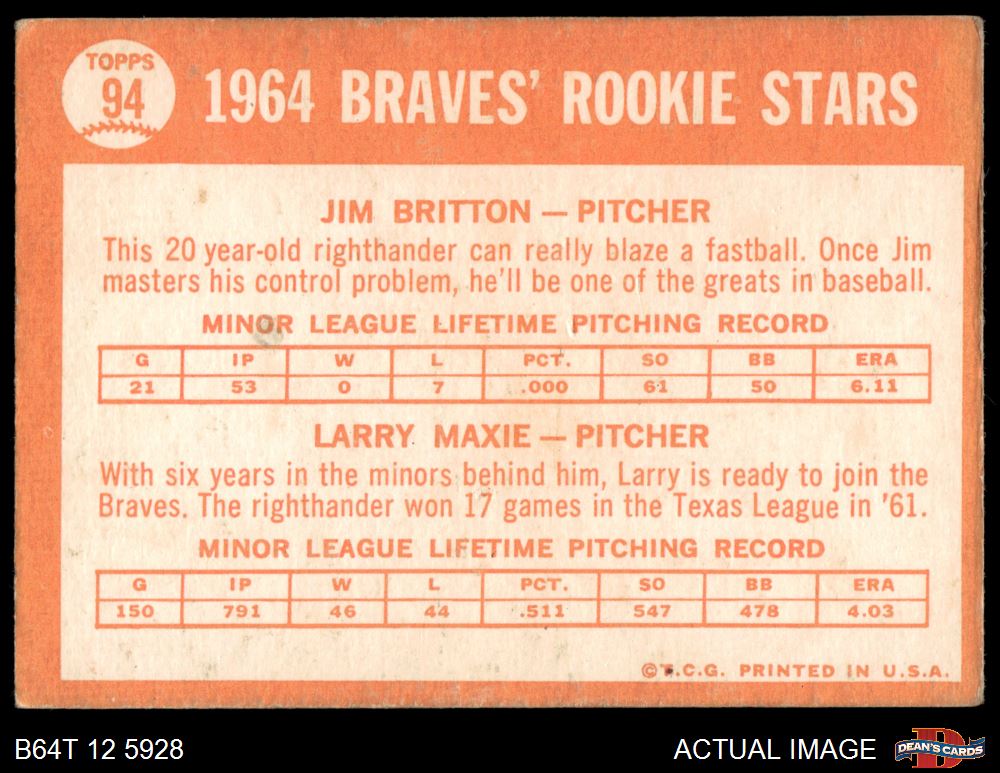 TOPPS
94
1964 BRAVES' ROOKIE STARS
JIM BRITTON — PITCHER
This 20 year-old righthander can really blaze a fastball. Once Jim
masters his control problem, he'll be one of the greats in baseball.
MINOR LEAGUE LIFETIME PITCHING RECORD
G IP W L PCT. SO BB ERA
21 53 0 7 .000 61 50 6.11
LARRY MAXIE — PITCHER
With six years in the minors behind him, Larry is ready to join the
Braves. The righthander won 17 games in the Texas League in '61.
MINOR LEAGUE LIFETIME PITCHING RECORD
G IP W L PCT. SO BB ERA
150 791 46 44 .511 547 478 4.03
©T.C.G. PRINTED IN U.S.A.
B64T 12 5928
ACTUAL IMAGE
D
DEAN'S CARDS